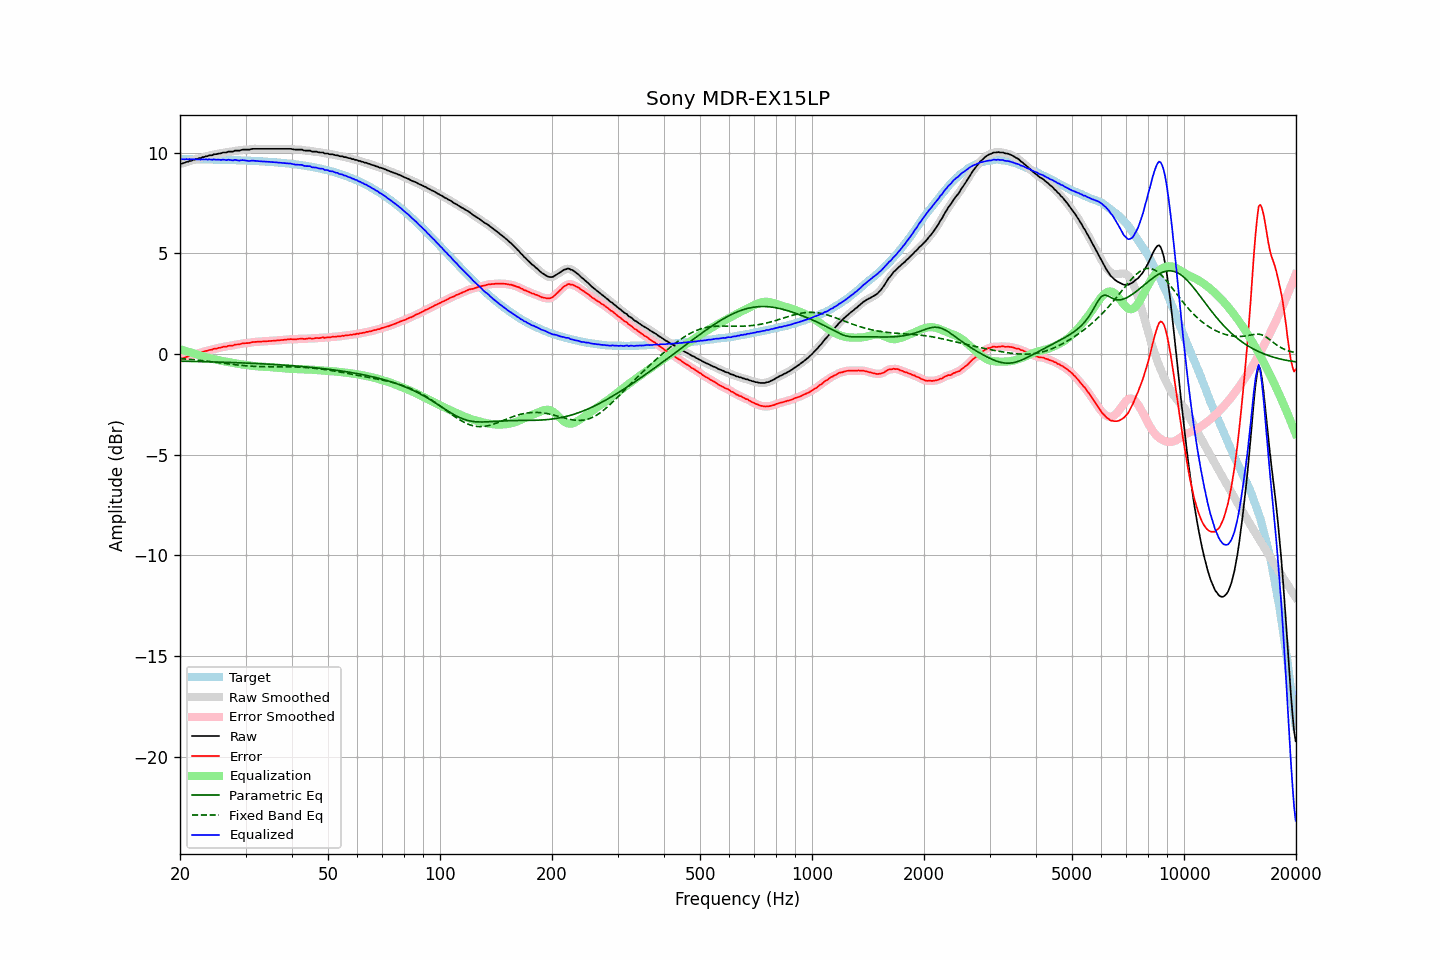 Sony MDR-EX15LP
Amplitude (dBr)
10
5
0
−5
−10
−15
−20
Target
Raw Smoothed
Error Smoothed
Raw
Error
Equalization
Parametric Eq
Fixed Band Eq
Equalized
20 50 100 200 500 1000 2000 5000 10000 20000
Frequency (Hz)